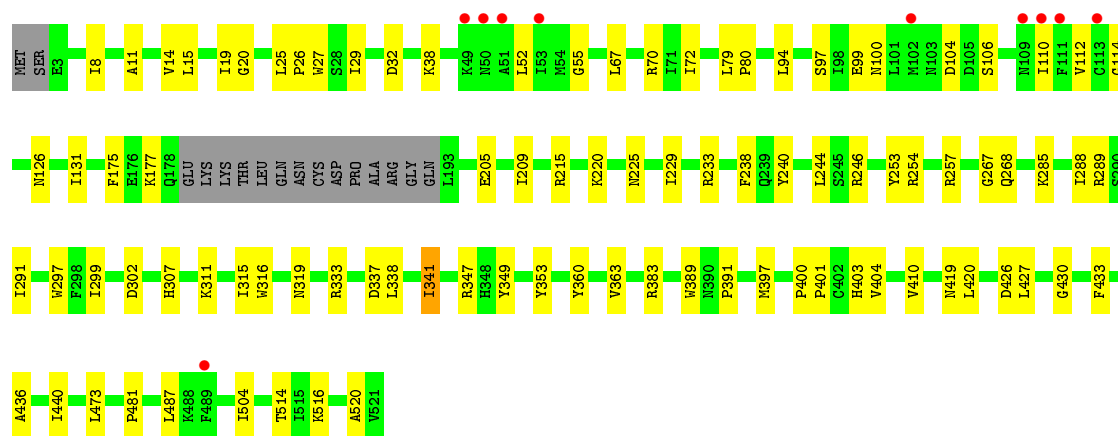 MET SER E3 I8 A11 V14 L15 I19 G20 L25 P26 W27 S28 I29 D32 K38 K49 N50 A51 L52 I53 M54 G55 L67 R70 I71 I72 L79 P80 L94 S97 I98 E99 N100 L101 M102 N103 D104 D105 S106 N109 I110 F111 V112 C113
N126 I131 F175 E176 K177 Q178 GLU LYS LYS THR LEU GLN ASN CYS ASP PRO ALA ARG GLY GLN L193 E205 I209 R215 K220 N225 I229 R233 F238 Q239 Y240 L244 S245 R246 Y253 R254 R257 G267 Q268 K285 I288 R289
I291 W297 F298 I299 D302 H307 K311 I315 W316 N319 R333 D337 L338 I341 R347 H348 Y349 Y353 Y360 V363 R383 W389 N390 P391 M397 P400 P401 C402 H403 V404 V410 N419 L420 D426 L427 G430 F433
A436 I440 L473 P481 L487 K488 F489 I504 T514 I515 K516 A520 V521